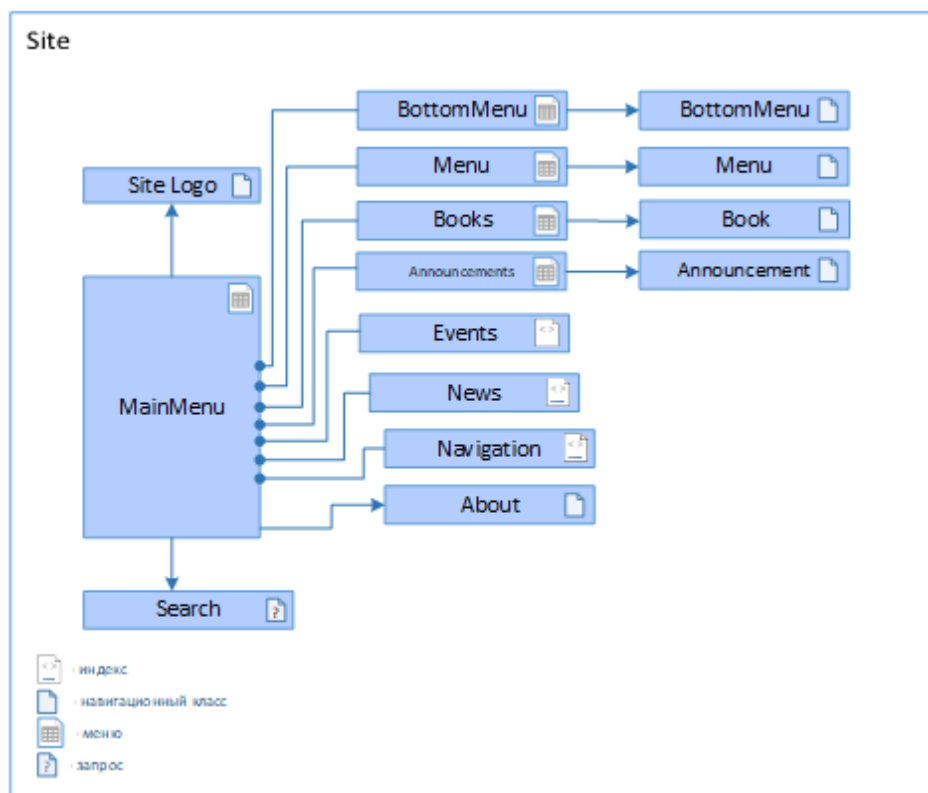 Site
BottomMenu
BottomMenu
Menu
Menu
Site Logo
Books
Book
Announcements
Announcement
Events
MainMenu
News
Navigation
About
Search
- индекс
- навигационный класс
- меню
- запрос